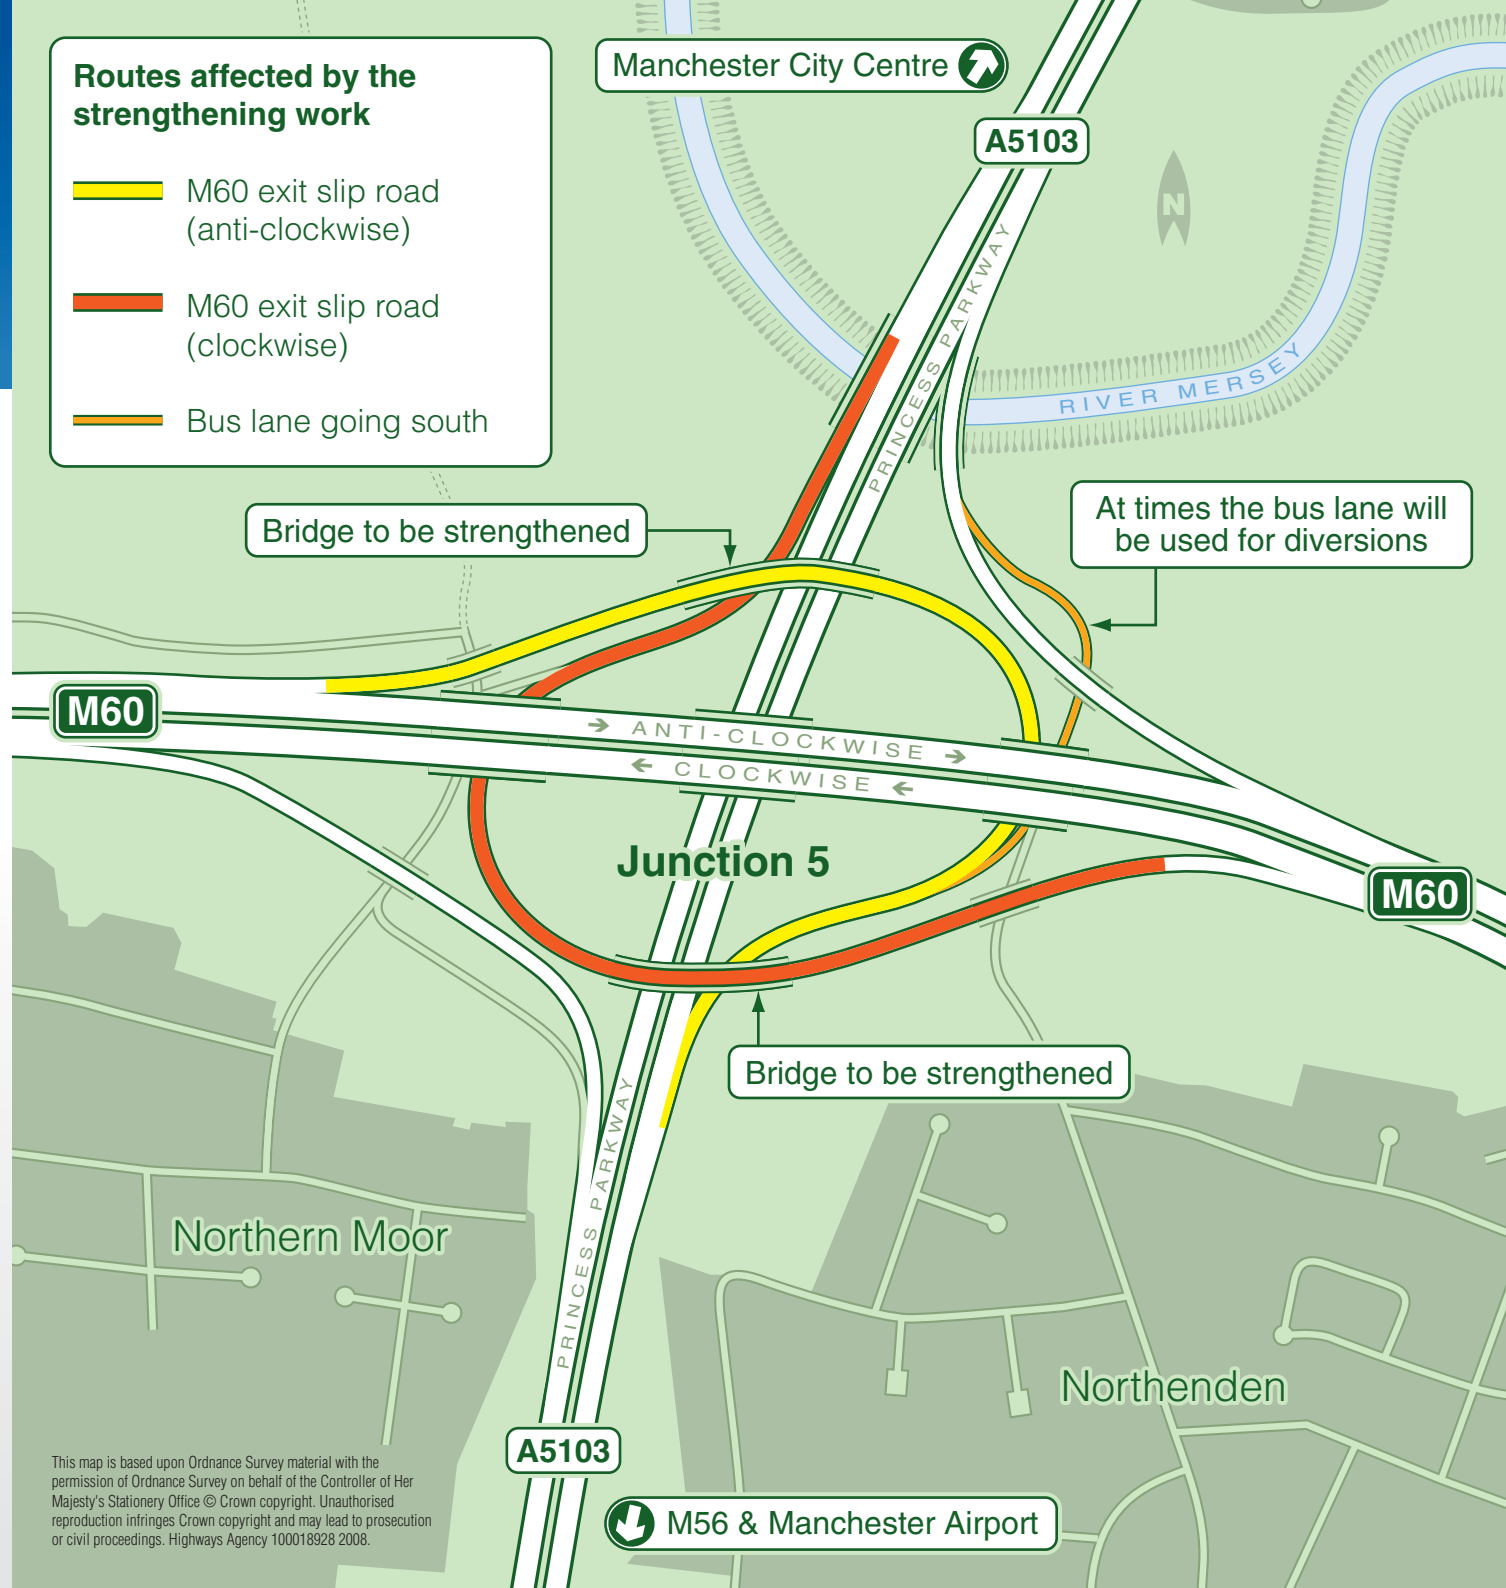 Routes affected by the
strengthening work
M60 exit slip road
(anti-clockwise)
M60 exit slip road
(clockwise)
Bus lane going south
Manchester City Centre
A5103
N
PRINCESS PARKWAY
RIVER MERSEY
Bridge to be strengthened
At times the bus lane will
be used for diversions
M60
ANTI-CLOCKWISE
CLOCKWISE
Junction 5
M60
Bridge to be strengthened
PRINCESS PARKWAY
Northern Moor
Northenden
A5103
M56 & Manchester Airport
This map is based upon Ordnance Survey material with the
permission of Ordnance Survey on behalf of the Controller of Her
Majesty's Stationery Office © Crown copyright. Unauthorised
reproduction infringes Crown copyright and may lead to prosecution
or civil proceedings. Highways Agency 100018928 2008.